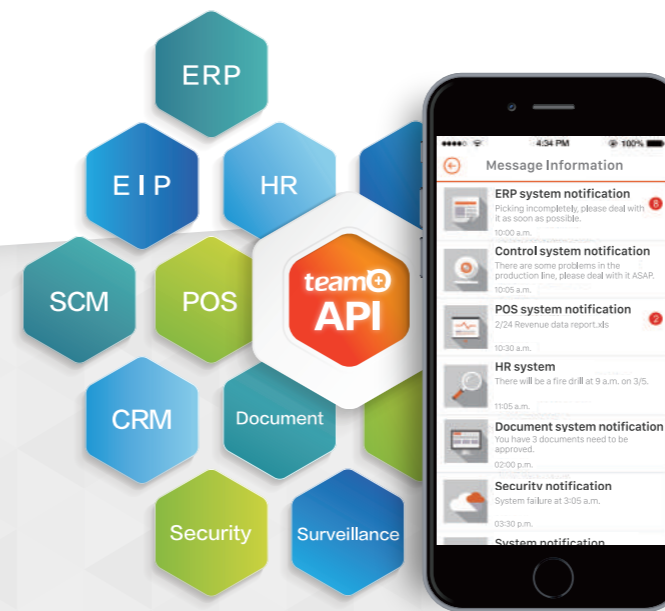 ERP
EIP
HR
SCM
POS
team+
API
CRM
Document
Security
Surveillance
4:34 PM
100%
Message Information
ERP system notification
8
Picking incompletely, please deal with
it as soon as possible.
10:00 a.m.
Control system notification
There are some problems in the
production line, please deal with it ASAP.
10:05 a.m.
POS system notification
2
2/24 Revenue data report.xls
10:30 a.m.
HR system
There will be a fire drill at 9 a.m. on 3/5.
11:05 a.m.
Document system notification
You have 3 documents need to be
approved.
02:00 p.m.
Security notification
System failure at 3:05 a.m.
03:30 p.m.
System notification